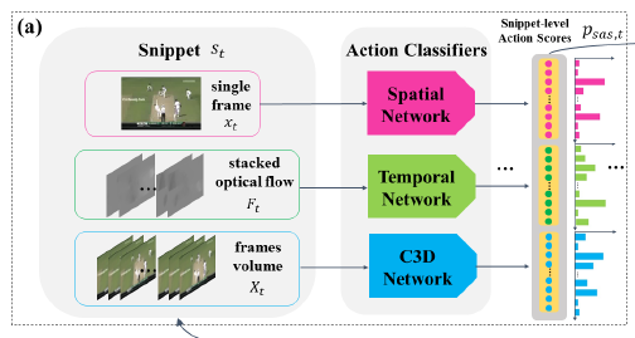 (a)
Snippet s_t
Action Classifiers
Snippet-level
Action Scores
p_{sas,t}
single
frame
x_t
Spatial
Network
stacked
optical flow
F_t
Temporal
Network
...
...
frames
volume
X_t
C3D
Network